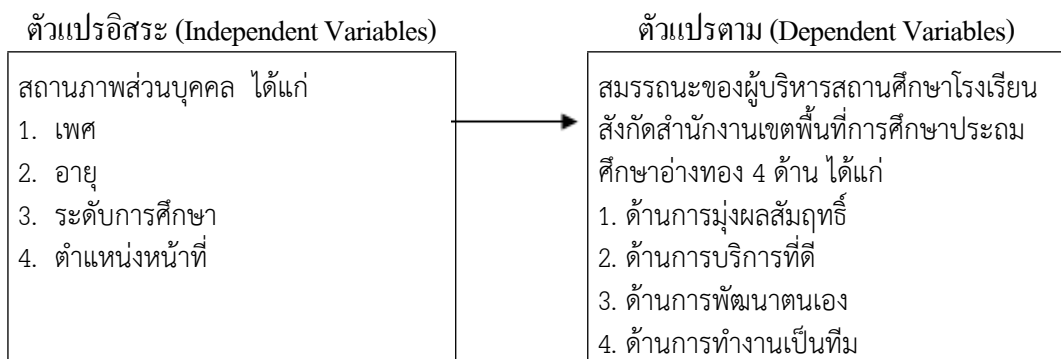 ตัวแปรอิสระ (Independent Variables)
สถานภาพส่วนบุคคล ได้แก่
1. เพศ
2. อายุ
3. ระดับการศึกษา
4. ตำแหน่งหน้าที่
ตัวแปรตาม (Dependent Variables)
สมรรถนะของผู้บริหารสถานศึกษาโรงเรียน
สังกัดสำนักงานเขตพื้นที่การศึกษาประถม
ศึกษาอ่างทอง 4 ด้าน ได้แก่
1. ด้านการมุ่งผลสัมฤทธิ์
2. ด้านการบริการที่ดี
3. ด้านการพัฒนาตนเอง
4. ด้านการทำงานเป็นทีม